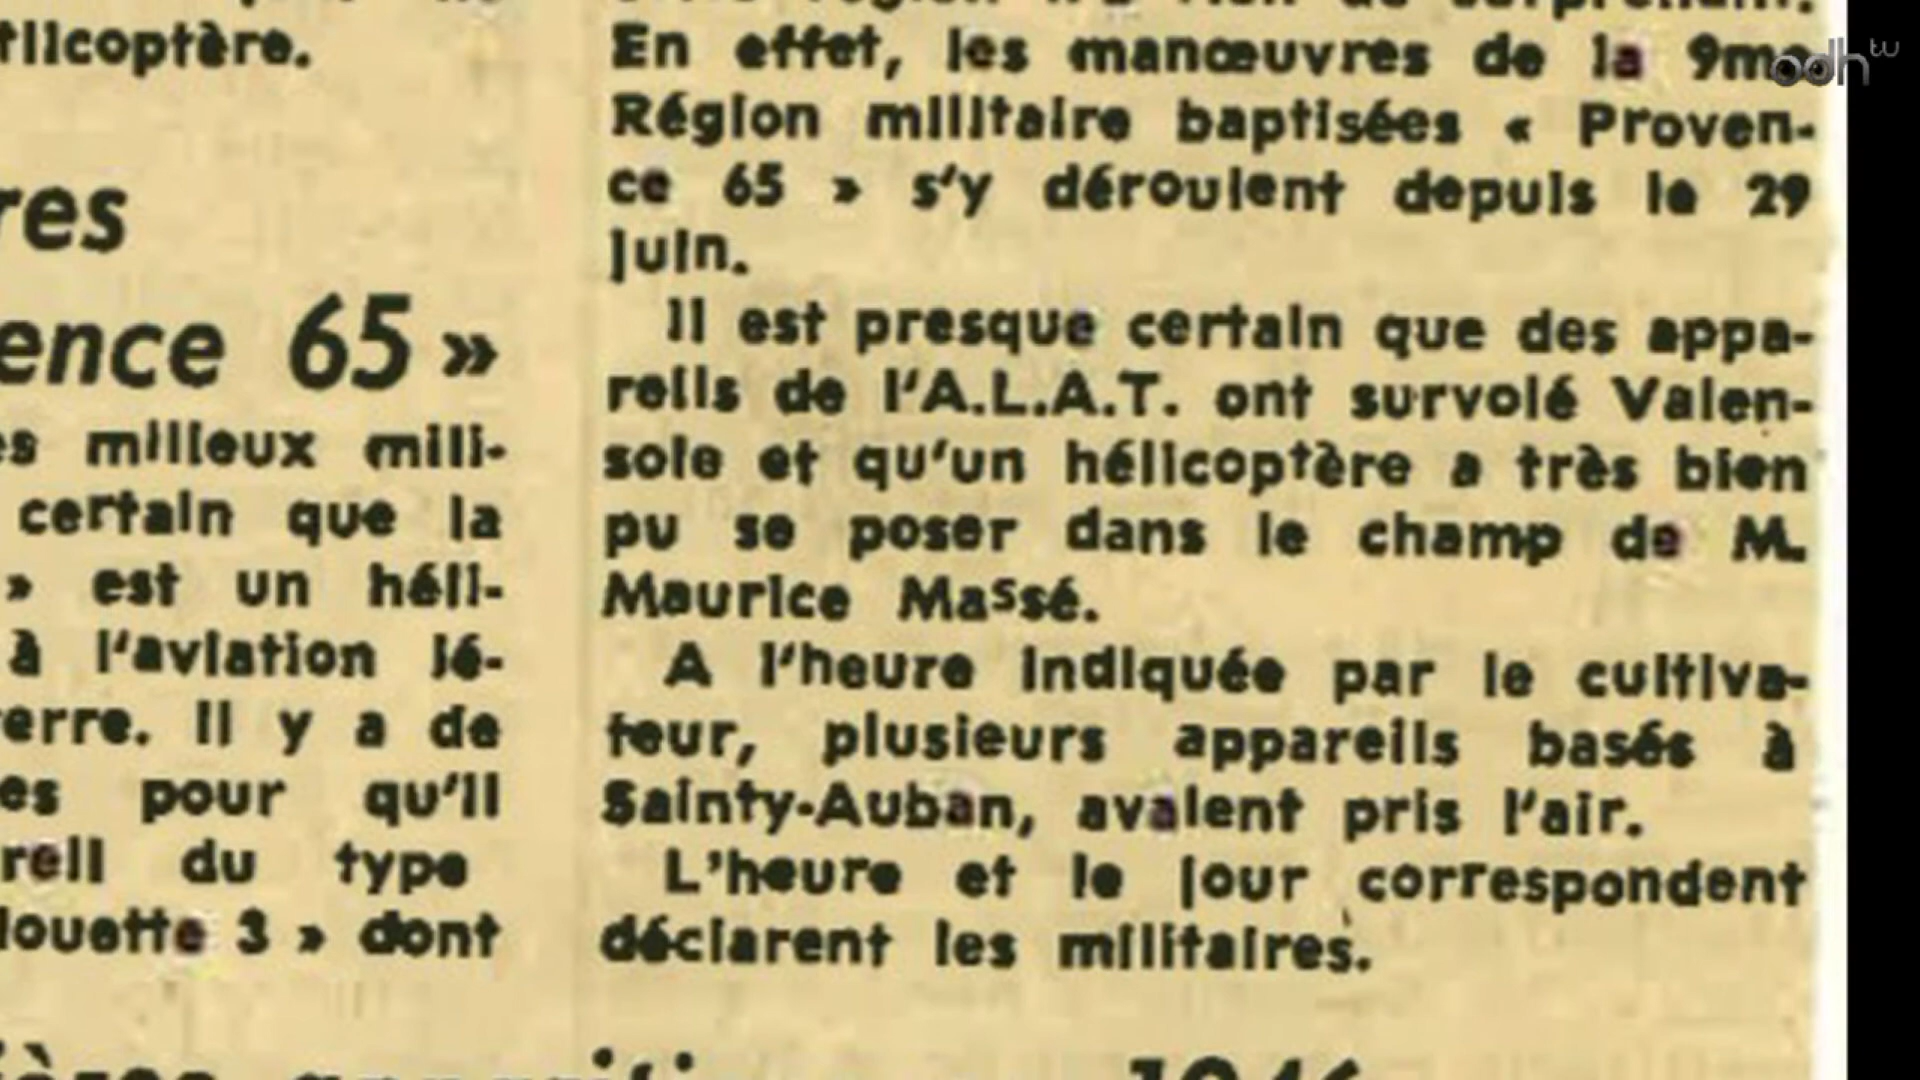 élicoptère.
res
ence 65 »
es milieux mili-
certain que la
» est un héli-
à l'aviation lé-
erre. Il y a de
es pour qu'il
reil du type
louette 3 » dont
En effet, les manœuvres de la 9me
Région militaire baptisées « Proven-
ce 65 » s'y déroulent depuis le 29
juin.
Il est presque certain que des appa-
reils de l'A.L.A.T. ont survolé Valen-
sole et qu'un hélicoptère a très bien
pu se poser dans le champ de M.
Maurice Massé.
A l'heure indiquée par le cultiva-
teur, plusieurs appareils basés à
Sainty-Auban, avaient pris l'air.
L'heure et le jour correspondent
déclarent les militaires.
odh tv